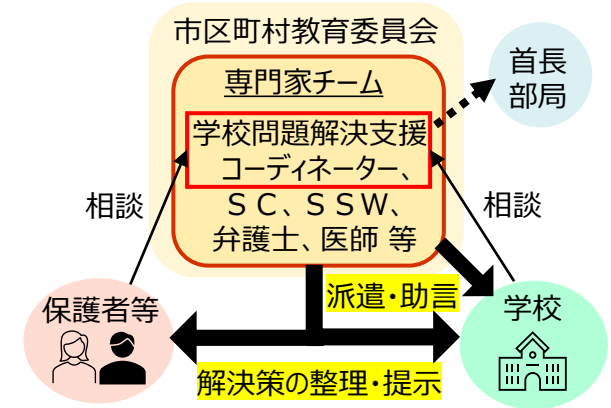 市区町村教育委員会
専門家チーム
学校問題解決支援
コーディネーター、
ＳＣ、ＳＳＷ、
弁護士、医師 等
首長
部局
相談
相談
派遣・助言
保護者等
学校
解決策の整理・提示